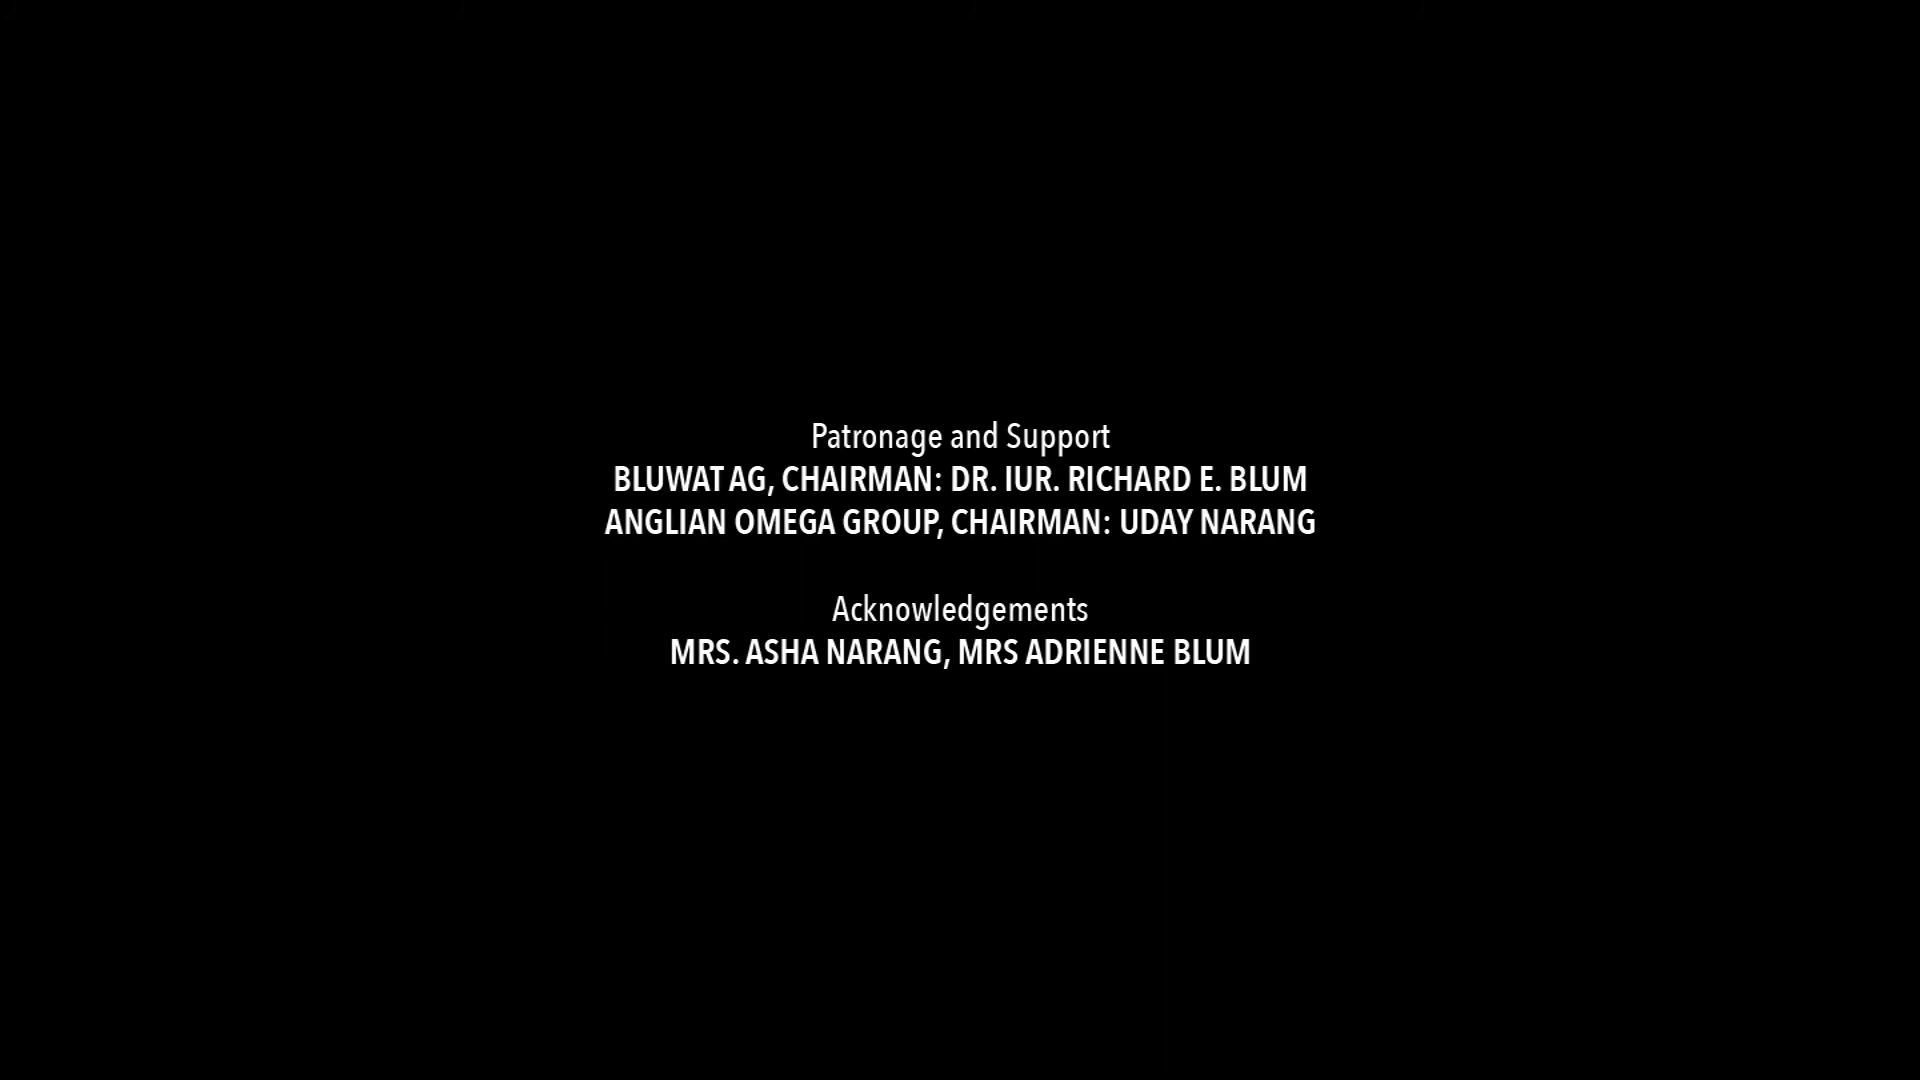 Patronage and Support
BLUWAT AG, CHAIRMAN: DR. IUR. RICHARD E. BLUM
ANGLIAN OMEGA GROUP, CHAIRMAN: UDAY NARANG
Acknowledgements
MRS. ASHA NARANG, MRS ADRIENNE BLUM